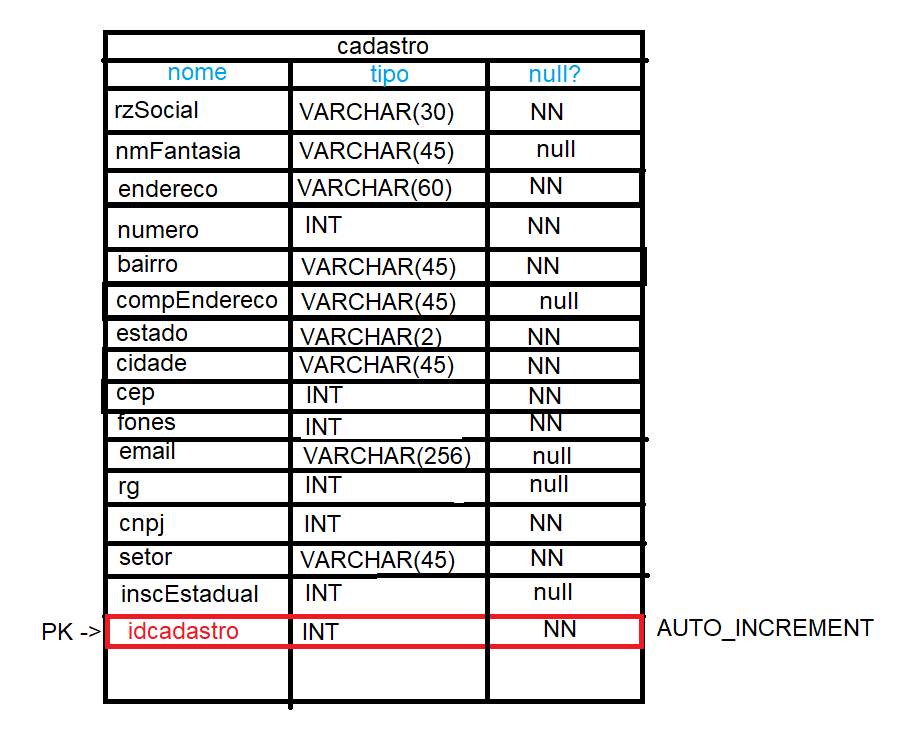 cadastro
nome tipo null?
rzSocial VARCHAR(30) NN
nmFantasia VARCHAR(45) null
endereco VARCHAR(60) NN
numero INT NN
bairro VARCHAR(45) NN
compEndereco VARCHAR(45) null
estado VARCHAR(2) NN
cidade VARCHAR(45) NN
cep INT NN
fones INT NN
email VARCHAR(256) null
rg INT null
cnpj INT NN
setor VARCHAR(45) NN
inscEstadual INT null
PK -> idcadastro INT NN AUTO_INCREMENT